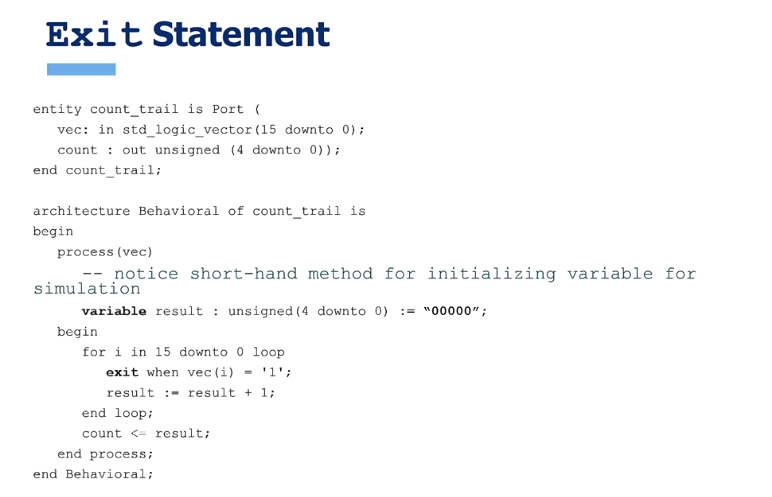 Exit Statement
entity count_trail is Port (
vec: in std_logic_vector(15 downto 0);
count : out unsigned (4 downto 0));
end count_trail;
architecture Behavioral of count_trail is
begin
process(vec)
-- notice short-hand method for initializing variable for
simulation
variable result : unsigned(4 downto 0) := “00000”;
begin
for i in 15 downto 0 loop
exit when vec(i) = '1';
result := result + 1;
end loop;
count <= result;
end process;
end Behavioral;